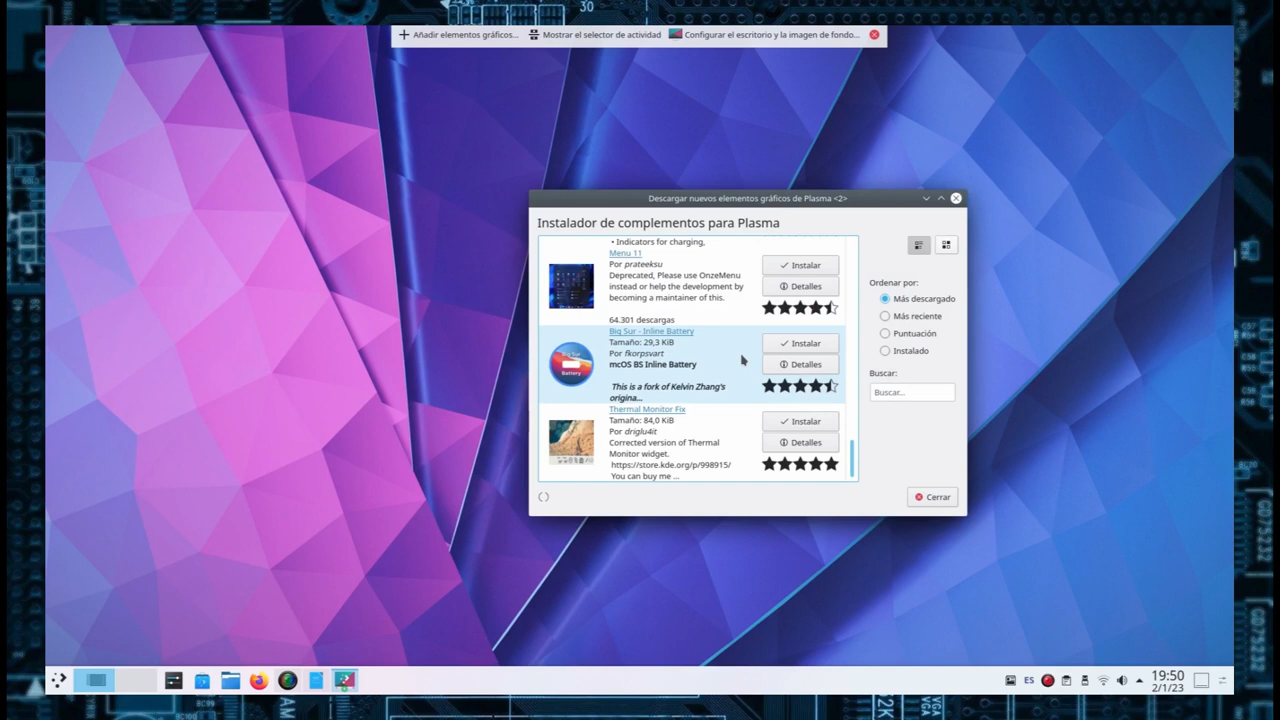 30
Añadir elementos gráficos...
Mostrar el selector de actividad
Configurar el escritorio y la imagen de fondo...
Descargar nuevos elementos gráficos de Plasma <2>
Instalador de complementos para Plasma
• Indicators for charging,
Menu 11
Por prateeksu
Deprecated, Please use OnzeMenu
instead or help the development by
becoming a maintainer of this.
64.301 descargas
Instalar
Detalles
Big Sur - Inline Battery
Tamaño: 29,3 KiB
Por fkorpsvart
mcOS BS Inline Battery
This is a fork of Kelvin Zhang's
origina...
Instalar
Detalles
Big Sur
Battery
Thermal Monitor Fix
Tamaño: 84,0 KiB
Por driglu4it
Corrected version of Thermal
Monitor widget.
https://store.kde.org/p/998915/
You can buy me ...
Instalar
Detalles
Ordenar por:
Más descargado
Más reciente
Puntuación
Instalado
Buscar:
Buscar...
Cerrar
ES
19:50
2/1/23